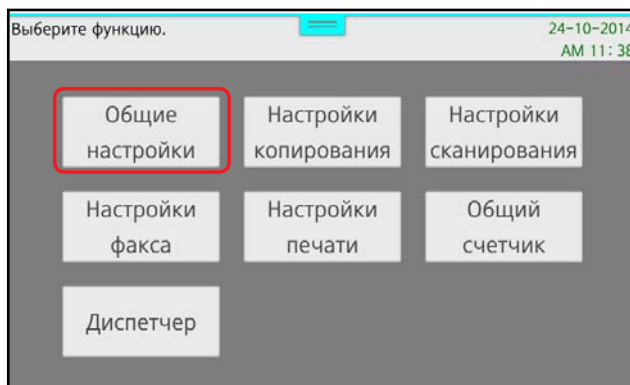 Выберите функцию.
24-10-2014
AM 11:38
Общие
настройки
Настройки
копирования
Настройки
сканирования
Настройки
факса
Настройки
печати
Общий
счетчик
Диспетчер